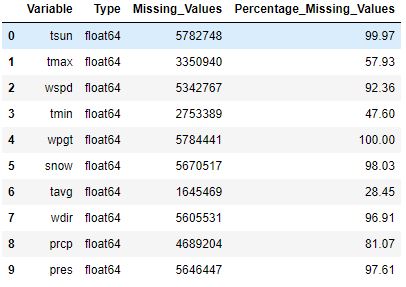 Variable Type Missing_Values Percentage_Missing_Values
0 tsun float64 5782748 99.97
1 tmax float64 3350940 57.93
2 wspd float64 5342767 92.36
3 tmin float64 2753389 47.60
4 wpgt float64 5784441 100.00
5 snow float64 5670517 98.03
6 tavg float64 1645469 28.45
7 wdir float64 5605531 96.91
8 prcp float64 4689204 81.07
9 pres float64 5646447 97.61